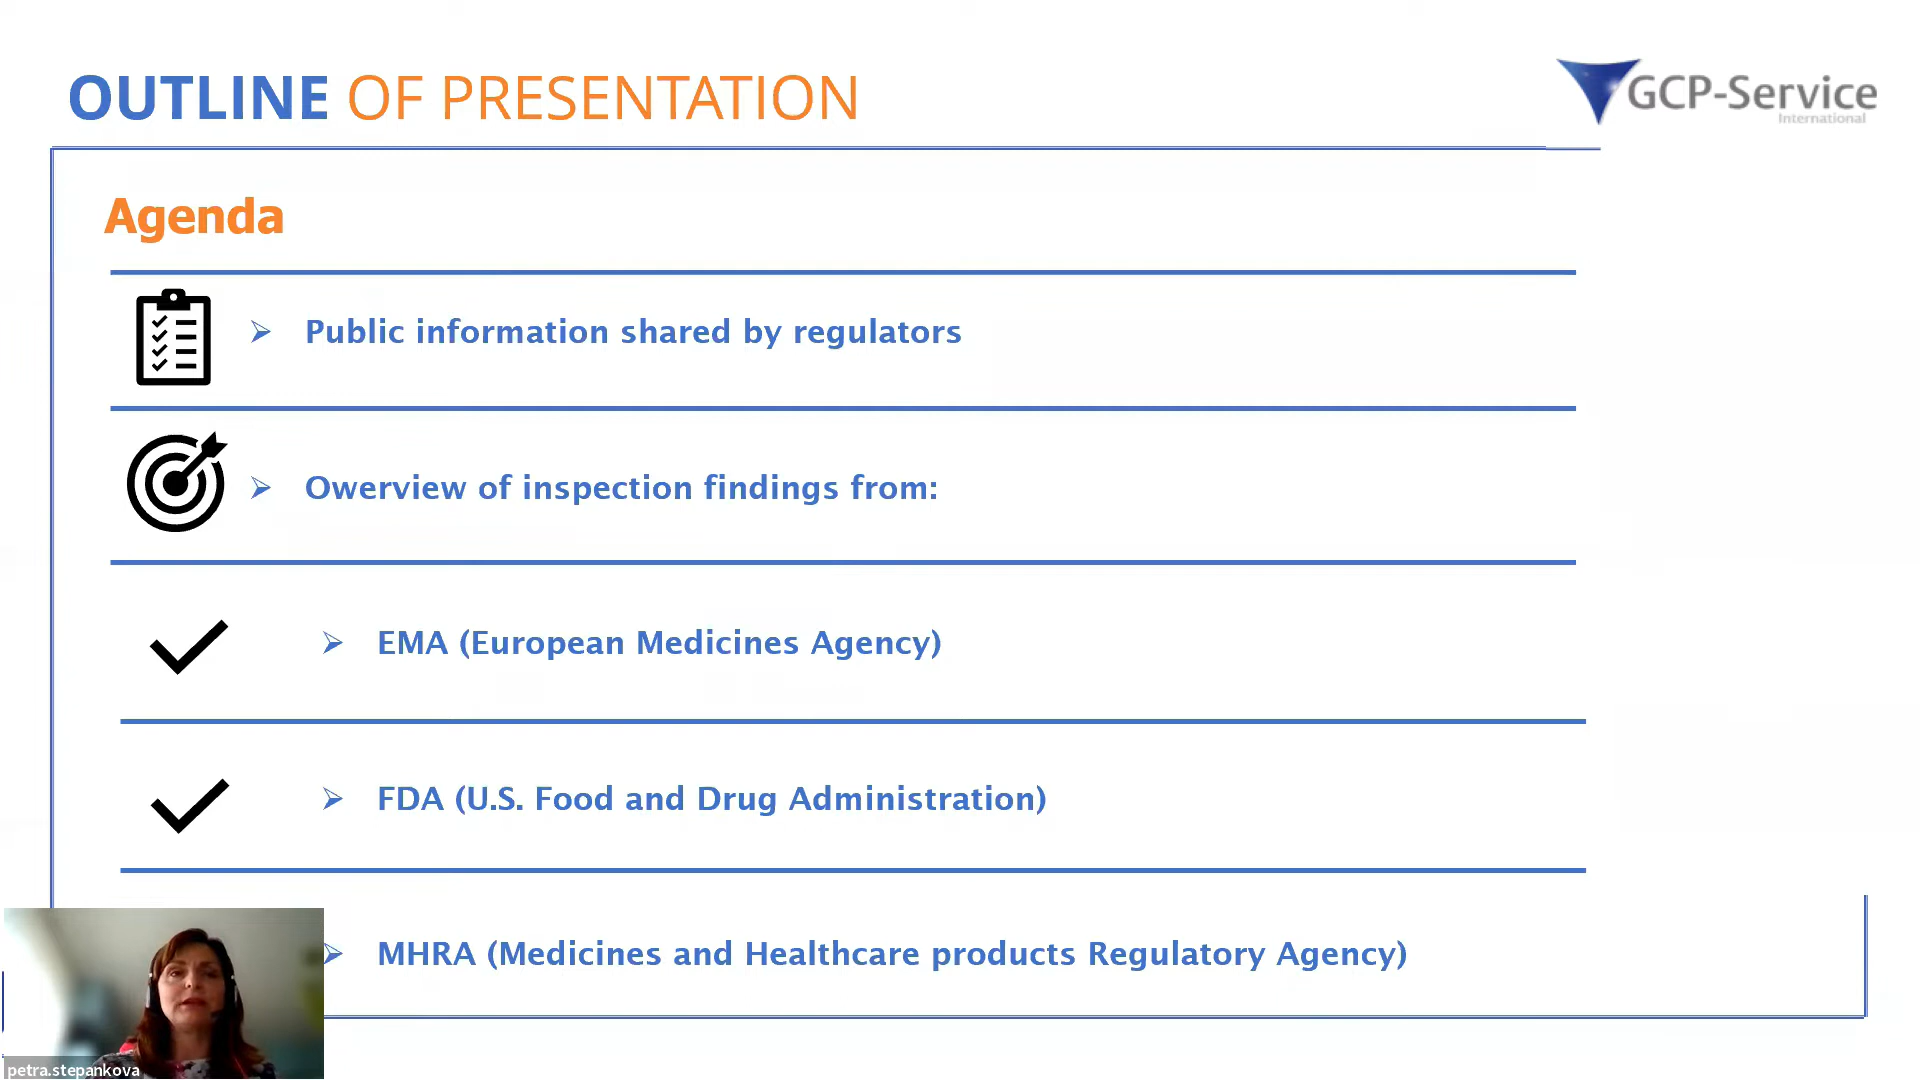 OUTLINE OF PRESENTATION
GCP-Service
International
Agenda
Public information shared by regulators
Owerview of inspection findings from:
EMA (European Medicines Agency)
FDA (U.S. Food and Drug Administration)
MHRA (Medicines and Healthcare products Regulatory Agency)
petra.stepankova